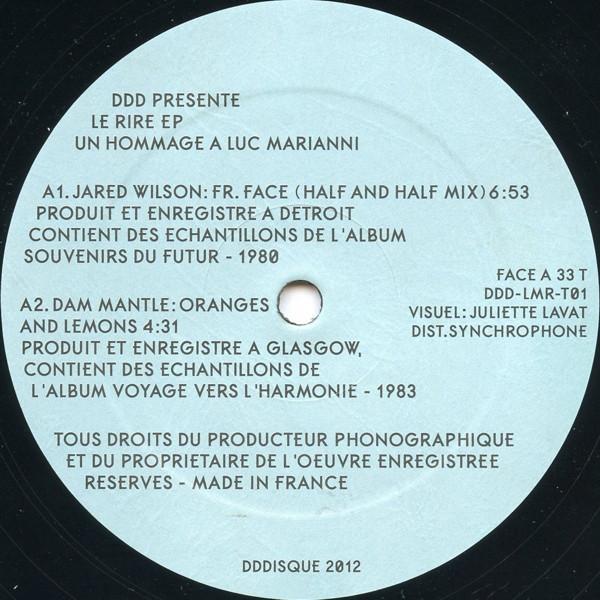 DDD PRESENTE
LE RIRE EP
UN HOMMAGE A LUC MARIANNI
A1. JARED WILSON: FR. FACE (HALF AND HALF MIX) 6:53
PRODUIT ET ENREGISTRE A DETROIT
CONTIENT DES ECHANTILLONS DE L'ALBUM
SOUVENIRS DU FUTUR - 1980
A2. DAM MANTLE: ORANGES
AND LEMONS 4:31
PRODUIT ET ENREGISTRE A GLASGOW,
CONTIENT DES ECHANTILLONS DE
L'ALBUM VOYAGE VERS L'HARMONIE - 1983
FACE A 33 T
DDD-LMR-T01
VISUEL: JULIETTE LAVAT
DIST.SYNCHROPHONE
TOUS DROITS DU PRODUCTEUR PHONOGRAPHIQUE
ET DU PROPRIETAIRE DE L'OEUVRE ENREGISTREE
RESERVES - MADE IN FRANCE
DDDISQUE 2012